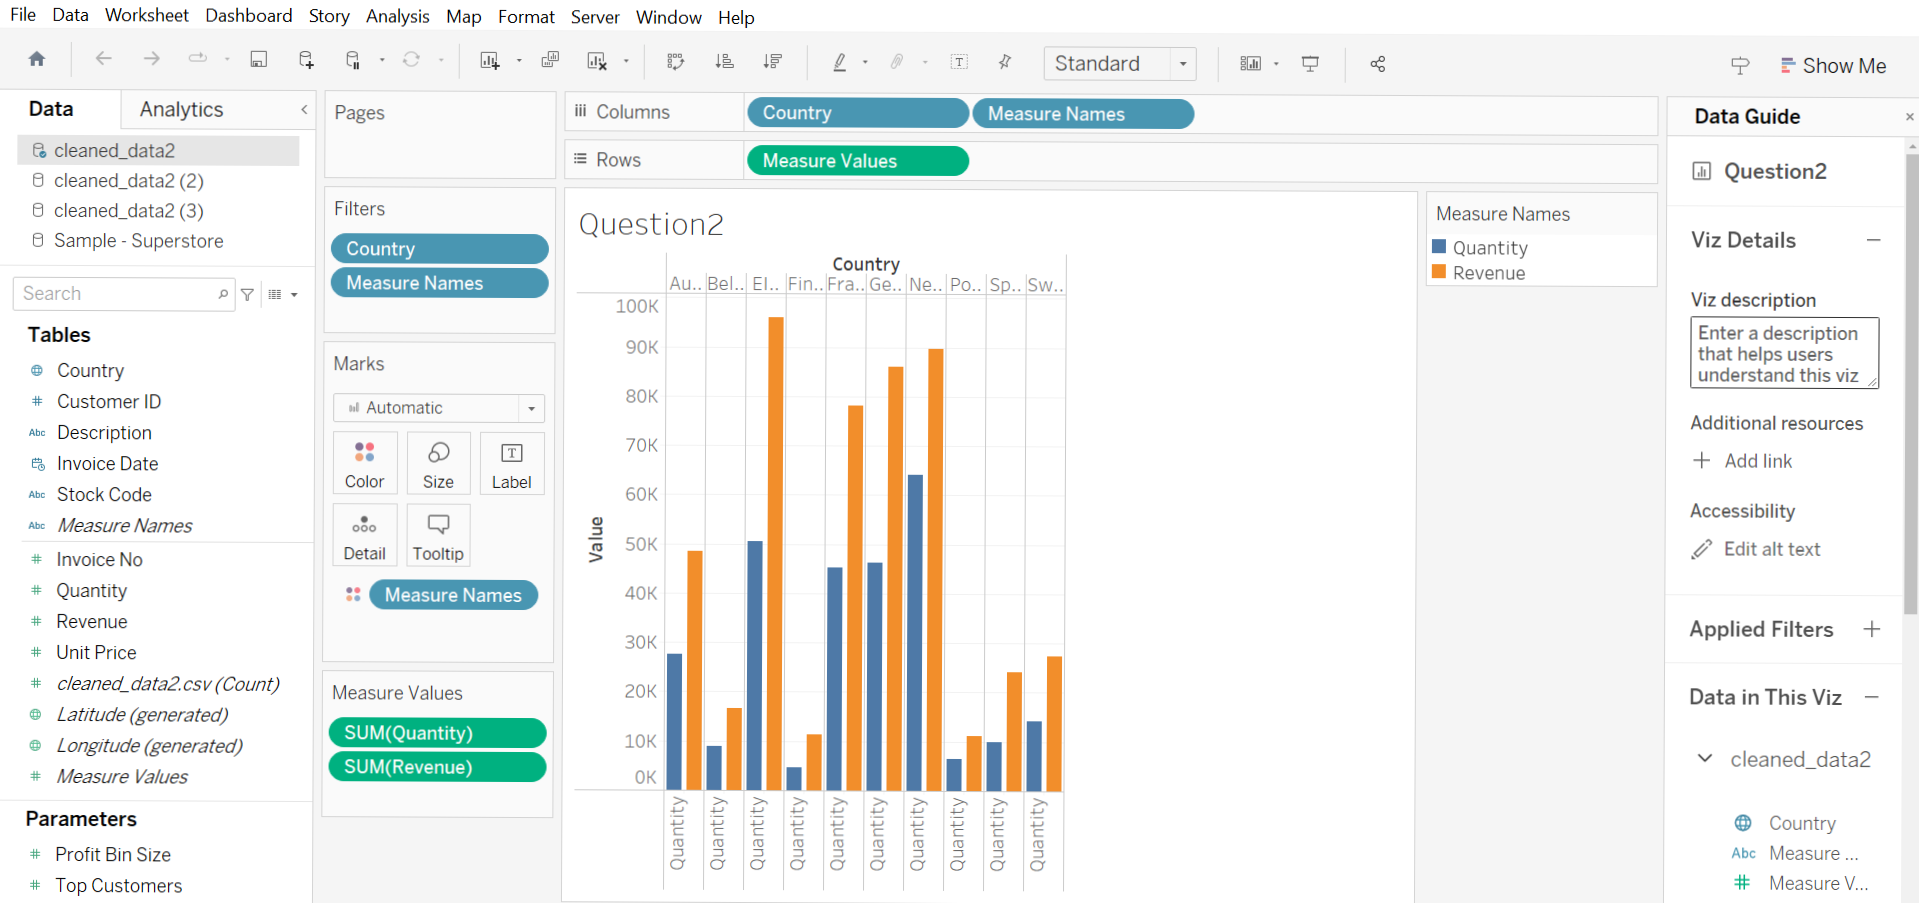 File Data Worksheet Dashboard Story Analysis Map Format Server Window Help
Standard
Show Me
Data
Analytics
cleaned_data2
cleaned_data2 (2)
cleaned_data2 (3)
Sample - Superstore
Search
Tables
Country
Customer ID
Abc Description
Invoice Date
Abc Stock Code
Abc Measure Names
Invoice No
Quantity
Revenue
Unit Price
cleaned_data2.csv (Count)
Latitude (generated)
Longitude (generated)
Measure Values
Parameters
Profit Bin Size
Top Customers
Pages
Filters
Country
Measure Names
Marks
Automatic
Color
Size
Label
Detail
Tooltip
Measure Names
Measure Values
SUM(Quantity)
SUM(Revenue)
Columns
Country
Measure Names
Rows
Measure Values
Question2
Country
Au.. Bel.. EI.. Fin.. Fra.. Ge.. Ne.. Po.. Sp.. Sw..
100K
90K
80K
70K
60K
50K
40K
30K
20K
10K
0K
Value
Quantity
Quantity
Quantity
Quantity
Quantity
Quantity
Quantity
Quantity
Quantity
Quantity
Measure Names
Quantity
Revenue
Data Guide
Question2
Viz Details
Viz description
Enter a description
that helps users
understand this viz
Additional resources
Add link
Accessibility
Edit alt text
Applied Filters
Data in This Viz
cleaned_data2
Country
Abc Measure ...
Measure V...